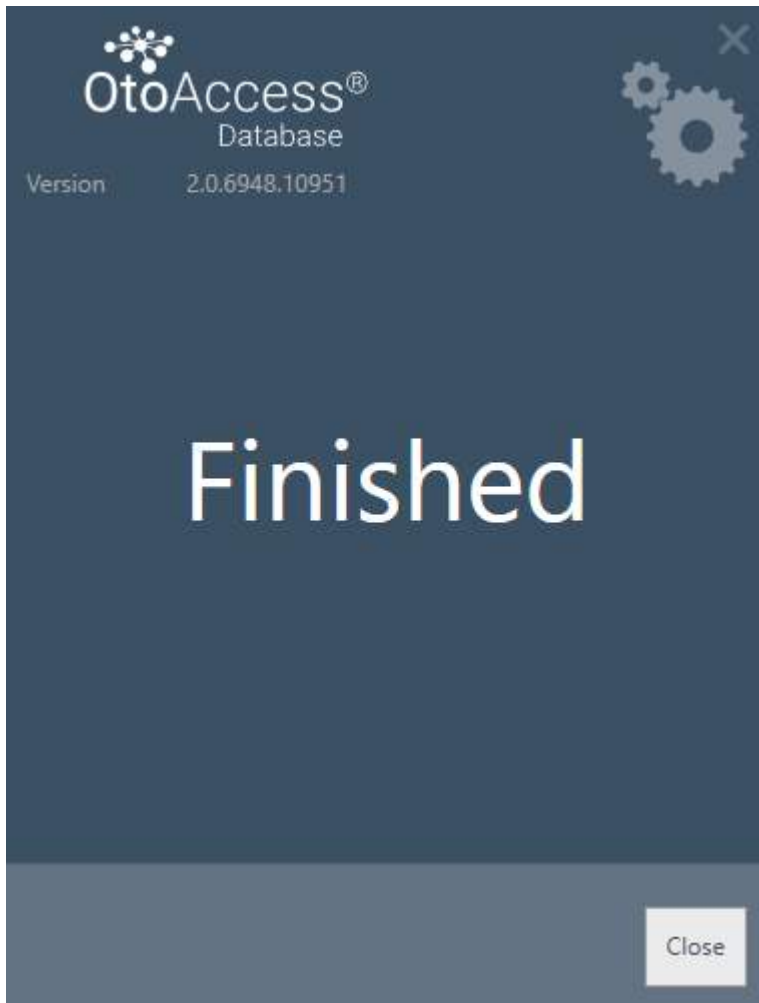 OtoAccess®
Database
Version 2.0.6948.10951
Finished
Close